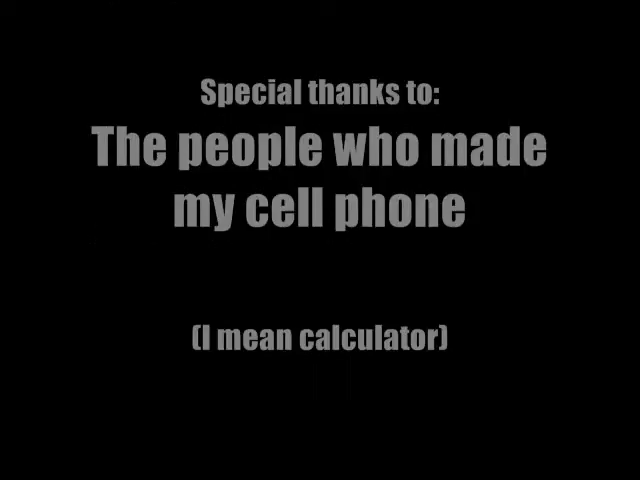 Special thanks to:
The people who made
my cell phone
(I mean calculator)